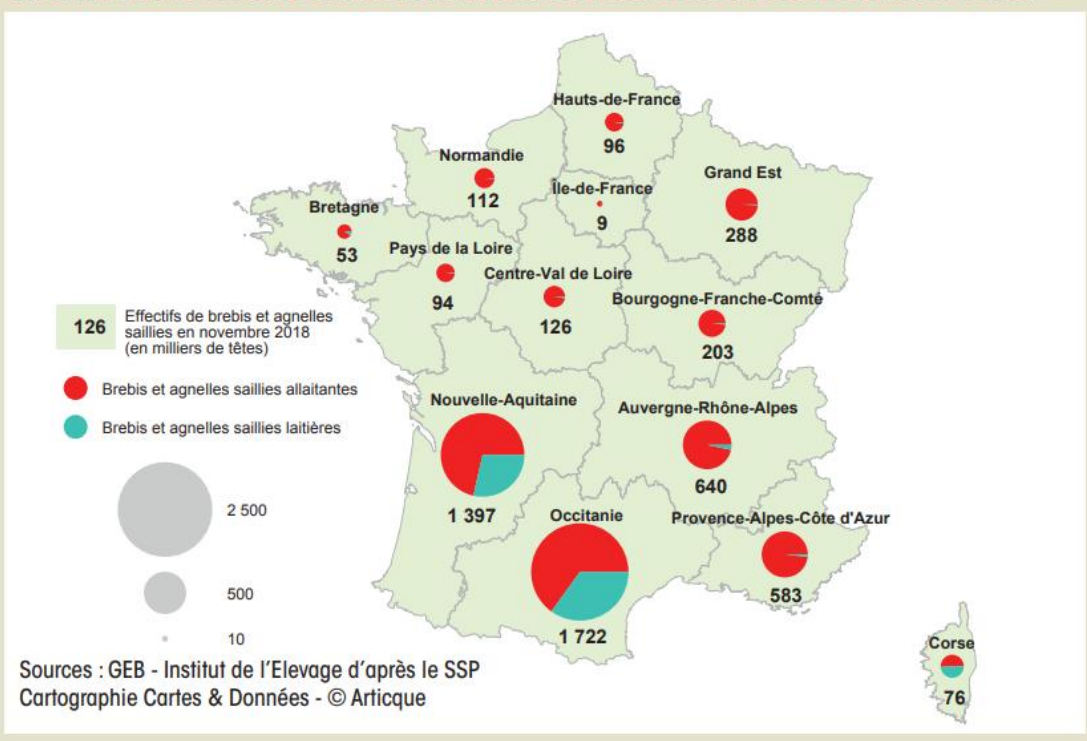 Hauts-de-France
96
Normandie
112
Île-de-France
9
Grand Est
288
Bretagne
53
Pays de la Loire
94
Centre-Val de Loire
126
Bourgogne-Franche-Comté
203
126
Effectifs de brebis et agnelles
saillies en novembre 2018
(en milliers de têtes)
Brebis et agnelles saillies allaitantes
Brebis et agnelles saillies laitières
2 500
500
10
Nouvelle-Aquitaine
1 397
Auvergne-Rhône-Alpes
640
Occitanie
1 722
Provence-Alpes-Côte d'Azur
583
Corse
76
Sources : GEB - Institut de l'Elevage d'après le SSP
Cartographie Cartes & Données - © Articque